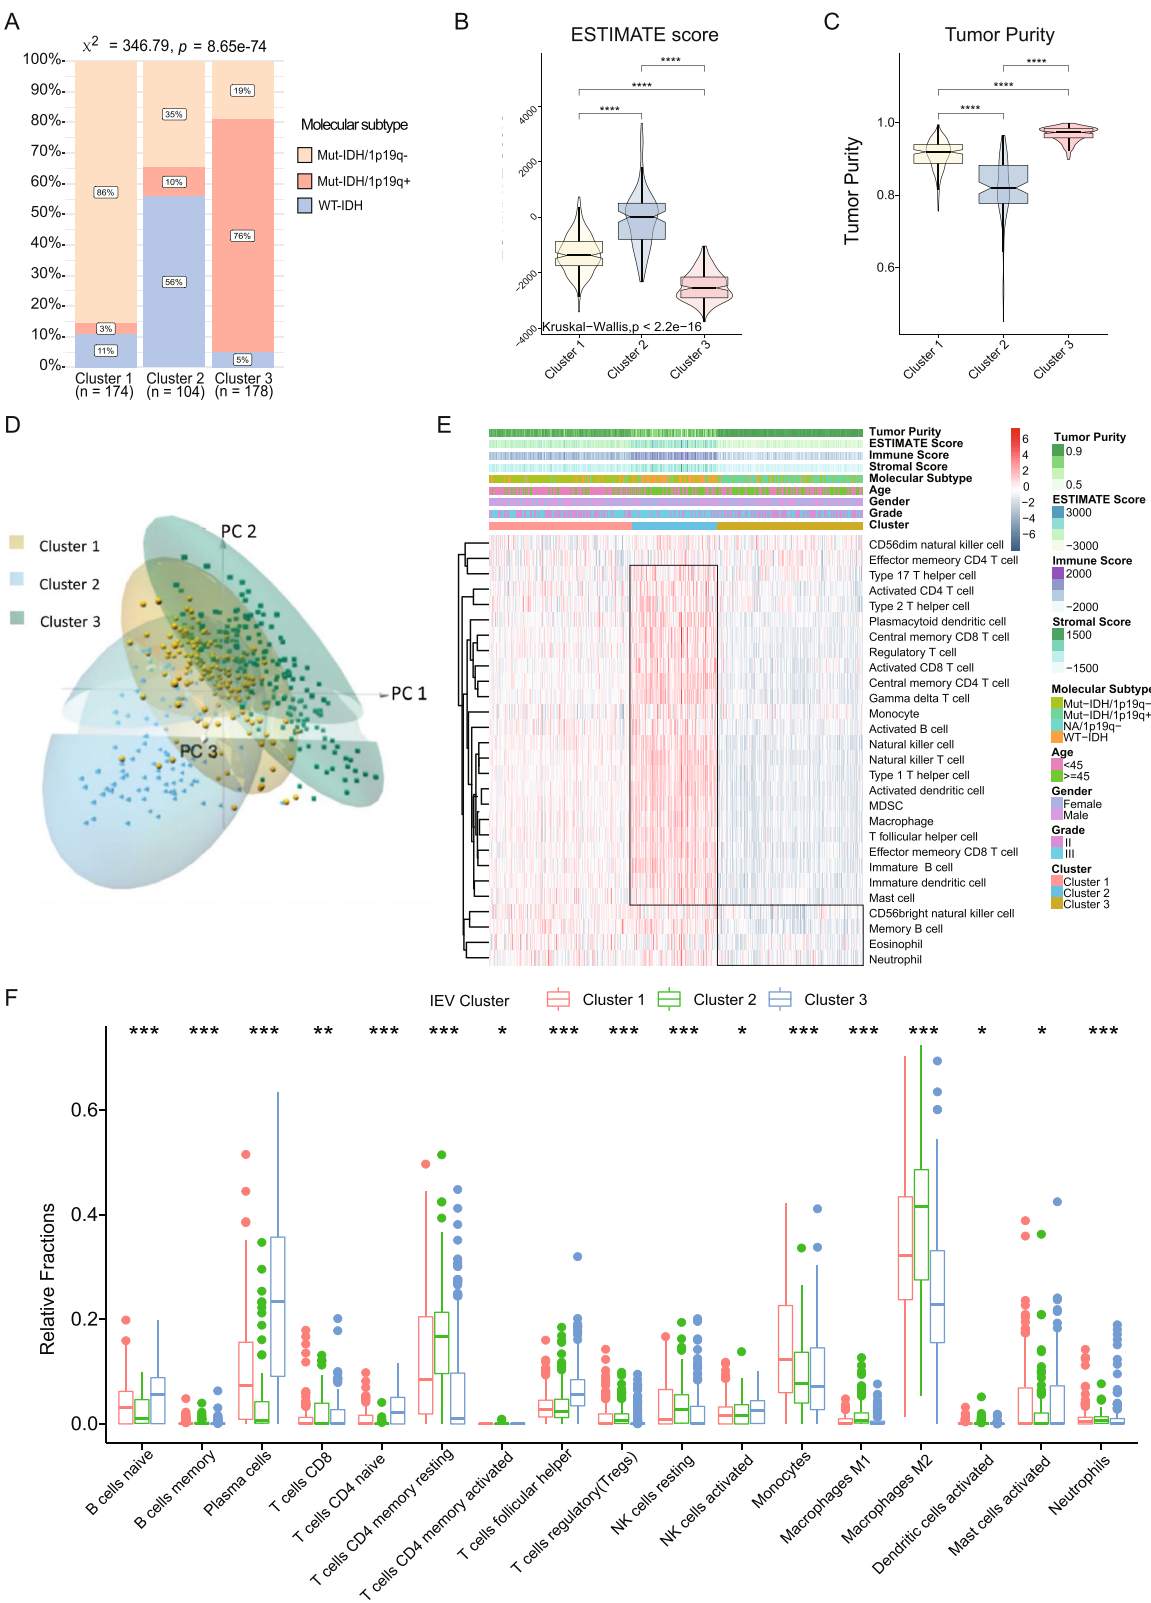 A
χ2 = 346.79, p = 8.65e-74
100%
90%
80%
70%
60%
50%
40%
30%
20%
10%
0%
86%
3%
11%
35%
10%
56%
19%
76%
5%
Cluster 1
(n = 174)
Cluster 2
(n = 104)
Cluster 3
(n = 178)
Molecular subtype
Mut-IDH/1p19q-
Mut-IDH/1p19q+
WT-IDH
B
ESTIMATE score
****
****
****
4000
2000
0
−2000
−4000
Kruskal−Wallis,p < 2.2e−16
Cluster 1
Cluster 2
Cluster 3
C
Tumor Purity
****
****
****
Tumor Purity
1.0
0.8
0.6
Cluster 1
Cluster 2
Cluster 3
D
Cluster 1
Cluster 2
Cluster 3
PC 2
PC 1
PC 3
E
Tumor Purity
ESTIMATE Score
Immune Score
Stromal Score
Molecular Subtype
Age
Gender
Grade
Cluster
CD56dim natural killer cell
Effector memeory CD4 T cell
Type 17 T helper cell
Activated CD4 T cell
Type 2 T helper cell
Plasmacytoid dendritic cell
Central memory CD8 T cell
Regulatory T cell
Activated CD8 T cell
Central memory CD4 T cell
Gamma delta T cell
Monocyte
Activated B cell
Natural killer cell
Natural killer T cell
Type 1 T helper cell
Activated dendritic cell
MDSC
Macrophage
T follicular helper cell
Effector memeory CD8 T cell
Immature B cell
Immature dendritic cell
Mast cell
CD56bright natural killer cell
Memory B cell
Eosinophil
Neutrophil
6
4
2
0
−2
−4
−6
Tumor Purity
0.9
0.5
ESTIMATE Score
3000
−3000
Immune Score
2000
−2000
Stromal Score
1500
−1500
Molecular Subtype
Mut−IDH/1p19q−
Mut−IDH/1p19q+
NA/1p19q−
WT−IDH
Age
<45
>=45
Gender
Female
Male
Grade
II
III
Cluster
Cluster 1
Cluster 2
Cluster 3
F
IEV Cluster
Cluster 1
Cluster 2
Cluster 3
*** *** *** ** *** *** * *** *** *** * *** *** *** * * ***
Relative Fractions
0.6
0.4
0.2
0.0
B cells naive
B cells memory
Plasma cells
T cells CD8
T cells CD4 naive
T cells CD4 memory resting
T cells CD4 memory activated
T cells follicular helper
T cells regulatory(Tregs)
NK cells resting
NK cells activated
Monocytes
Macrophages M1
Macrophages M2
Dendritic cells activated
Mast cells activated
Neutrophils